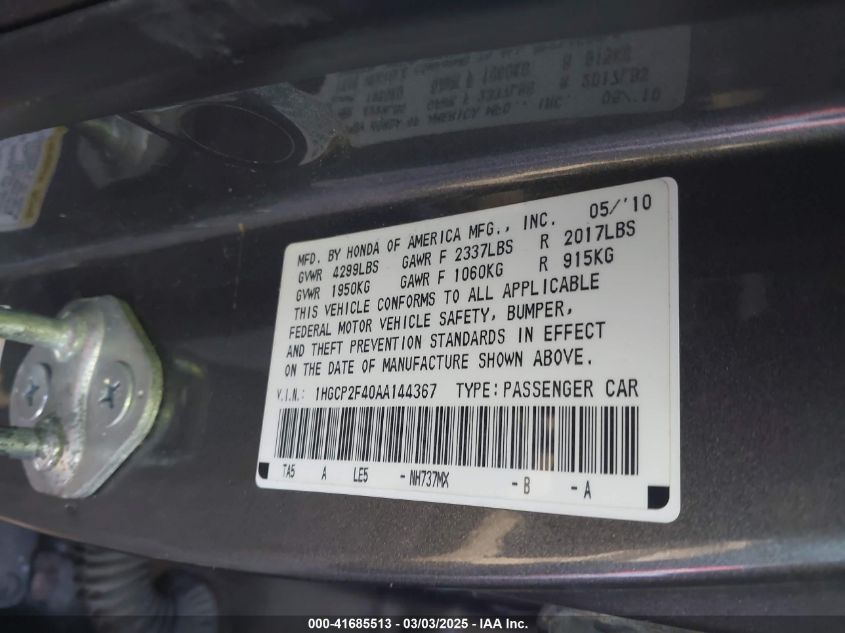 MFD. BY HONDA OF AMERICA MFG., INC. 05/'10
GVWR 4299LBS GAWR F 2337LBS R 2017LBS
GVWR 1950KG GAWR F 1060KG R 915KG
THIS VEHICLE CONFORMS TO ALL APPLICABLE
FEDERAL MOTOR VEHICLE SAFETY, BUMPER,
AND THEFT PREVENTION STANDARDS IN EFFECT
ON THE DATE OF MANUFACTURE SHOWN ABOVE.
V.I.N.: 1HGCP2F40AA144367 TYPE: PASSENGER CAR
TA5 A LE5 - NH737MX - B - A
000-41685513 - 03/03/2025 - IAA Inc.